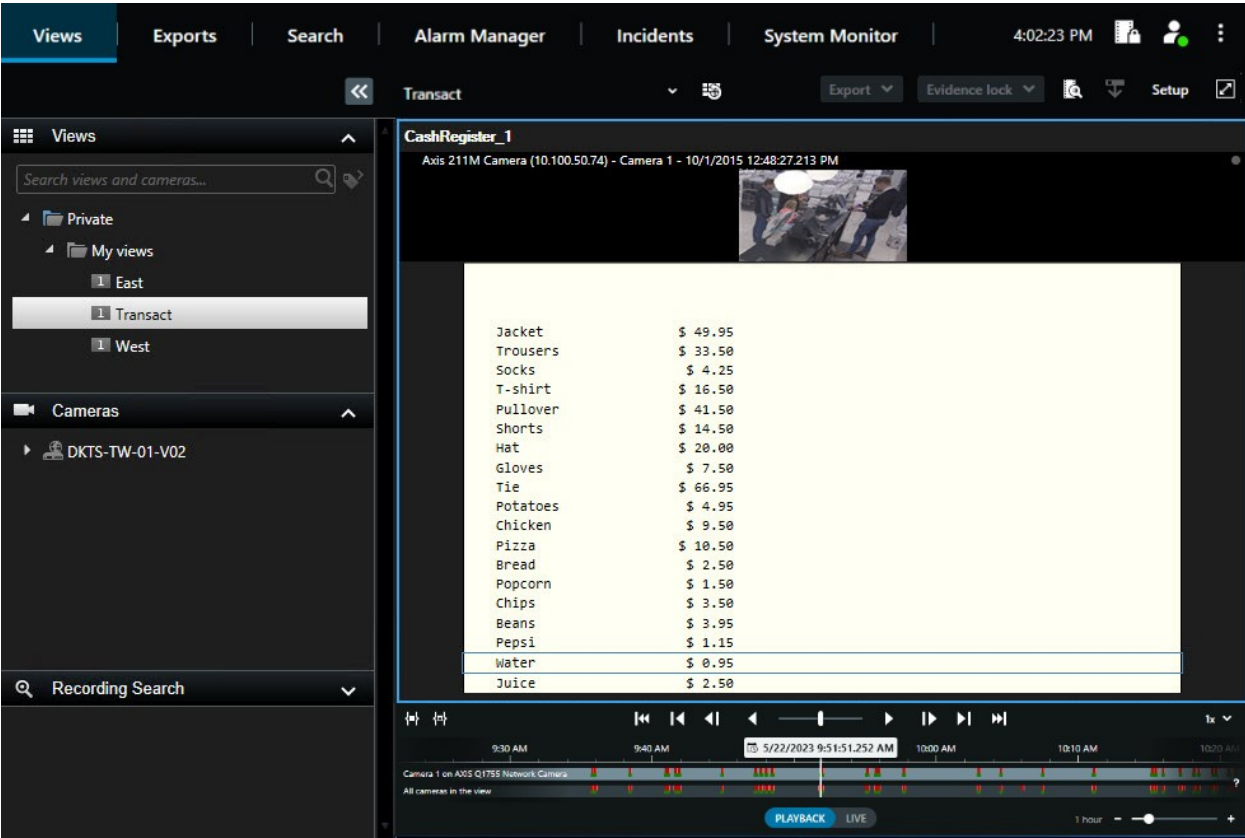 Views Exports Search Alarm Manager Incidents System Monitor 4:02:23 PM
Transact Export Evidence lock Setup
Views
Search views and cameras...
Private
My views
1 East
1 Transact
1 West
Cameras
DKTS-TW-01-V02
Recording Search
CashRegister_1
Axis 211M Camera (10.100.50.74) - Camera 1 - 10/1/2015 12:48:27.213 PM
Jacket $ 49.95
Trousers $ 33.50
Socks $ 4.25
T-shirt $ 16.50
Pullover $ 41.50
Shorts $ 14.50
Hat $ 20.00
Gloves $ 7.50
Tie $ 66.95
Potatoes $ 4.95
Chicken $ 9.50
Pizza $ 10.50
Bread $ 2.50
Popcorn $ 1.50
Chips $ 3.50
Beans $ 3.95
Pepsi $ 1.15
Water $ 0.95
Juice $ 2.50
1x
9:30 AM 9:40 AM 5/22/2023 9:51:51.252 AM 10:00 AM 10:10 AM 10:20 AM
Camera 1 on AXIS Q1755 Network Camera
All cameras in the view
?
PLAYBACK LIVE 1 hour - +